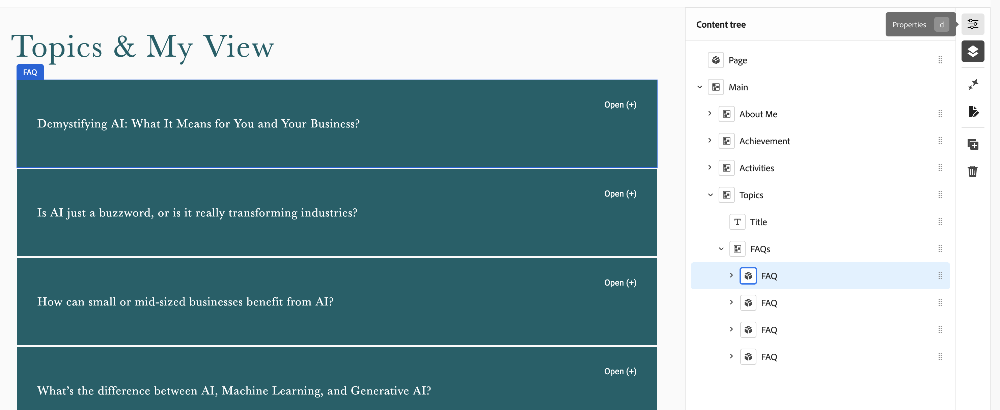 Topics & My View
FAQ
Open (+)
Demystifying AI: What It Means for You and Your Business?
Open (+)
Is AI just a buzzword, or is it really transforming industries?
Open (+)
How can small or mid-sized businesses benefit from AI?
Open (+)
What’s the difference between AI, Machine Learning, and Generative AI?
Content tree
Properties d
Page
Main
About Me
Achievement
Activities
Topics
T Title
FAQs
FAQ
FAQ
FAQ
FAQ